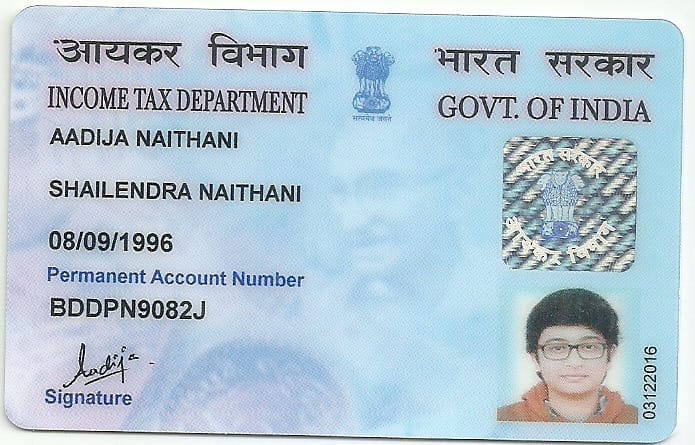 आयकर विभाग
INCOME TAX DEPARTMENT
सत्यमेव जयते
भारत सरकार
GOVT. OF INDIA
AADIJA NAITHANI
SHAILENDRA NAITHANI
08/09/1996
Permanent Account Number
BDDPN9082J
Aadija
Signature
भारत सरकार
आयकर विभाग
03122016